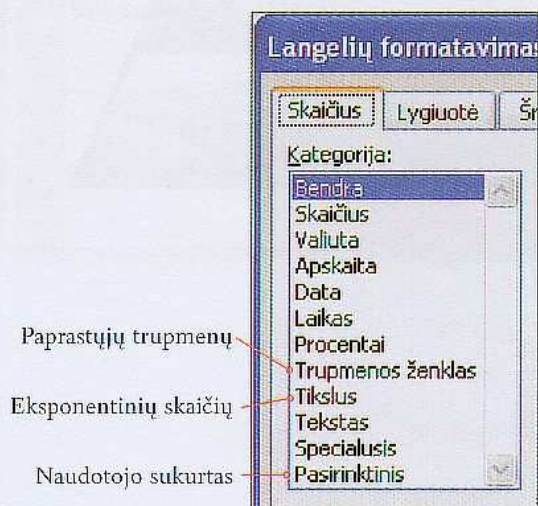 Langelių formatavimas
Skaičius Lygiuotė Šr
Kategorija:
Bendra
Skaičius
Valiuta
Apskaita
Data
Laikas
Procentai
Paprastųjų trupmenų Trupmenos ženklas
Eksponentinių skaičių Tikslus
Tekstas
Specialusis
Naudotojo sukurtas Pasirinktinis